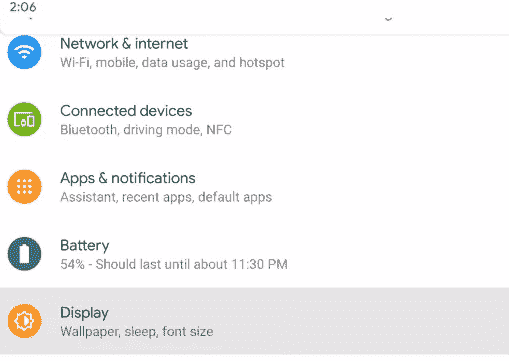 2:06
Network & internet
Wi-Fi, mobile, data usage, and hotspot
Connected devices
Bluetooth, driving mode, NFC
Apps & notifications
Assistant, recent apps, default apps
Battery
54% - Should last until about 11:30 PM
Display
Wallpaper, sleep, font size